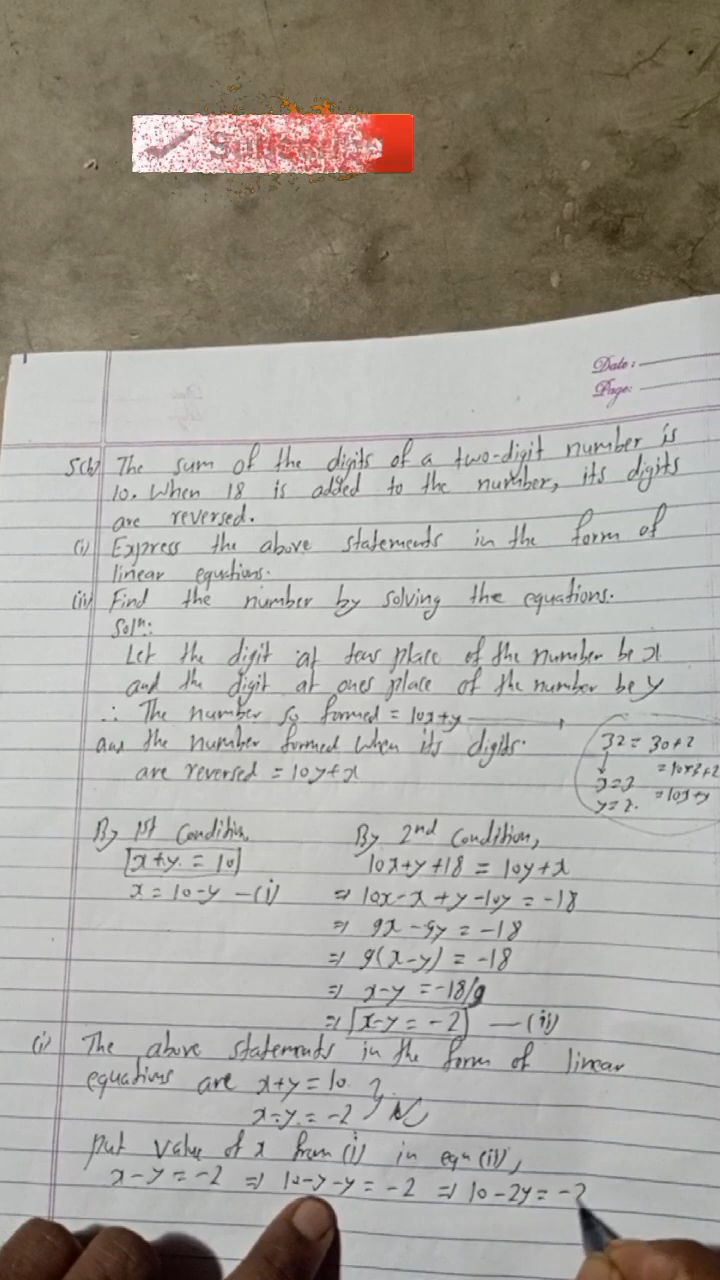 Date:
Page:
5(b) The sum of the digits of a two-digit number is
10. When 18 is added to the number, its digits
are reversed.
(i) Express the above statements in the form of
linear equations.
(ii) Find the number by solving the equations.
Solⁿ:
Let the digit at tens place of the number be x
and the digit at ones place of the number be y
∴ The number so formed = 10x+y
and the number formed when its digits
are reversed = 10y+x
32 = 30+2
= 10×3+2
x=3
= 10x+y
y=2.
By 1st Condition,
x+y = 10
x = 10-y —(i)
By 2nd Condition,
10x+y+18 = 10y+x
⇒ 10x-x+y-10y = -18
⇒ 9x-9y = -18
⇒ 9(x-y) = -18
⇒ x-y = -18/9
⇒ x-y = -2 —(ii)
(i) The above statements in the form of linear
equations are x+y=10
x-y = -2
put value of x from (i) in eqn (ii),
x-y = -2 ⇒ 10-y-y = -2 ⇒ 10-2y = -2